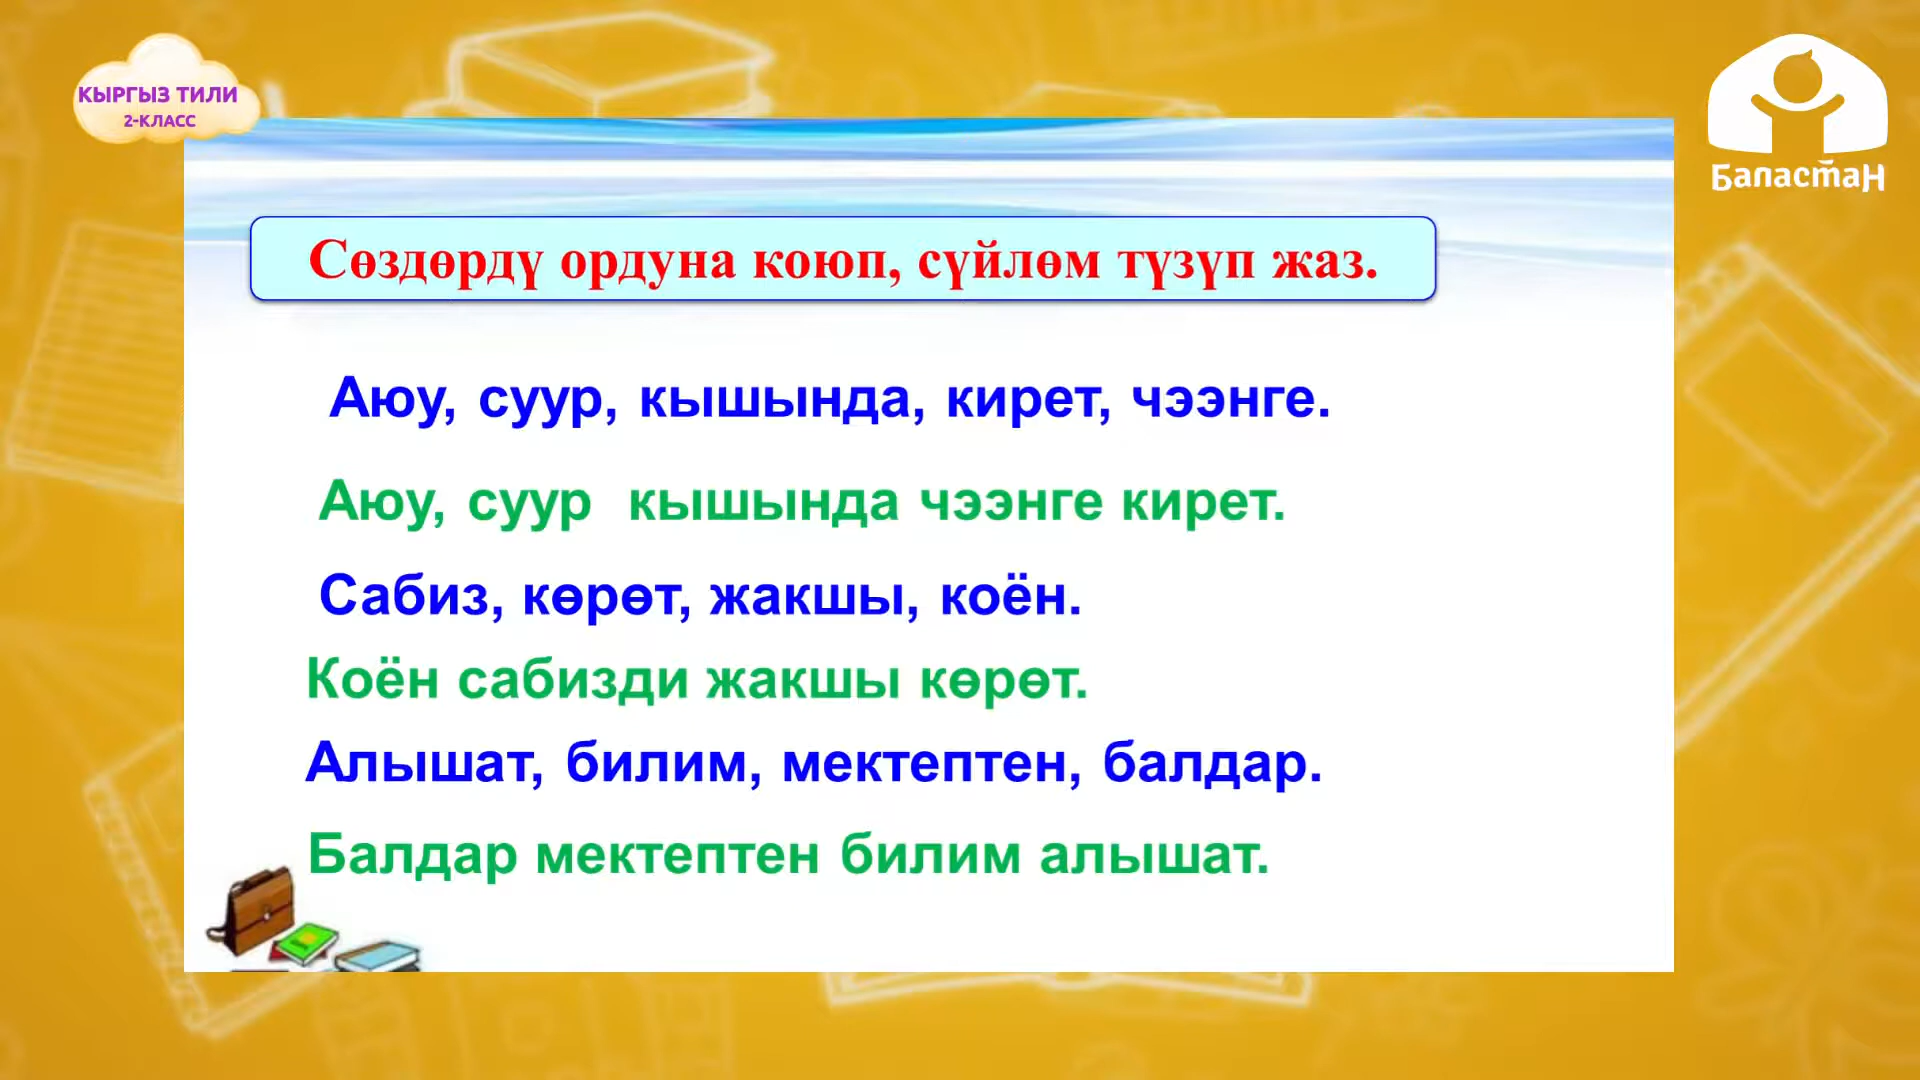 КЫРГЫЗ ТИЛИ
2-КЛАСС
Баластан
Сөздөрдү ордуна коюп, сүйлөм түзүп жаз.
Аюу, суур, кышында, кирет, чээнге.
Аюу, суур кышында чээнге кирет.
Сабиз, көрөт, жакшы, коён.
Коён сабизди жакшы көрөт.
Алышат, билим, мектептен, балдар.
Балдар мектептен билим алышат.